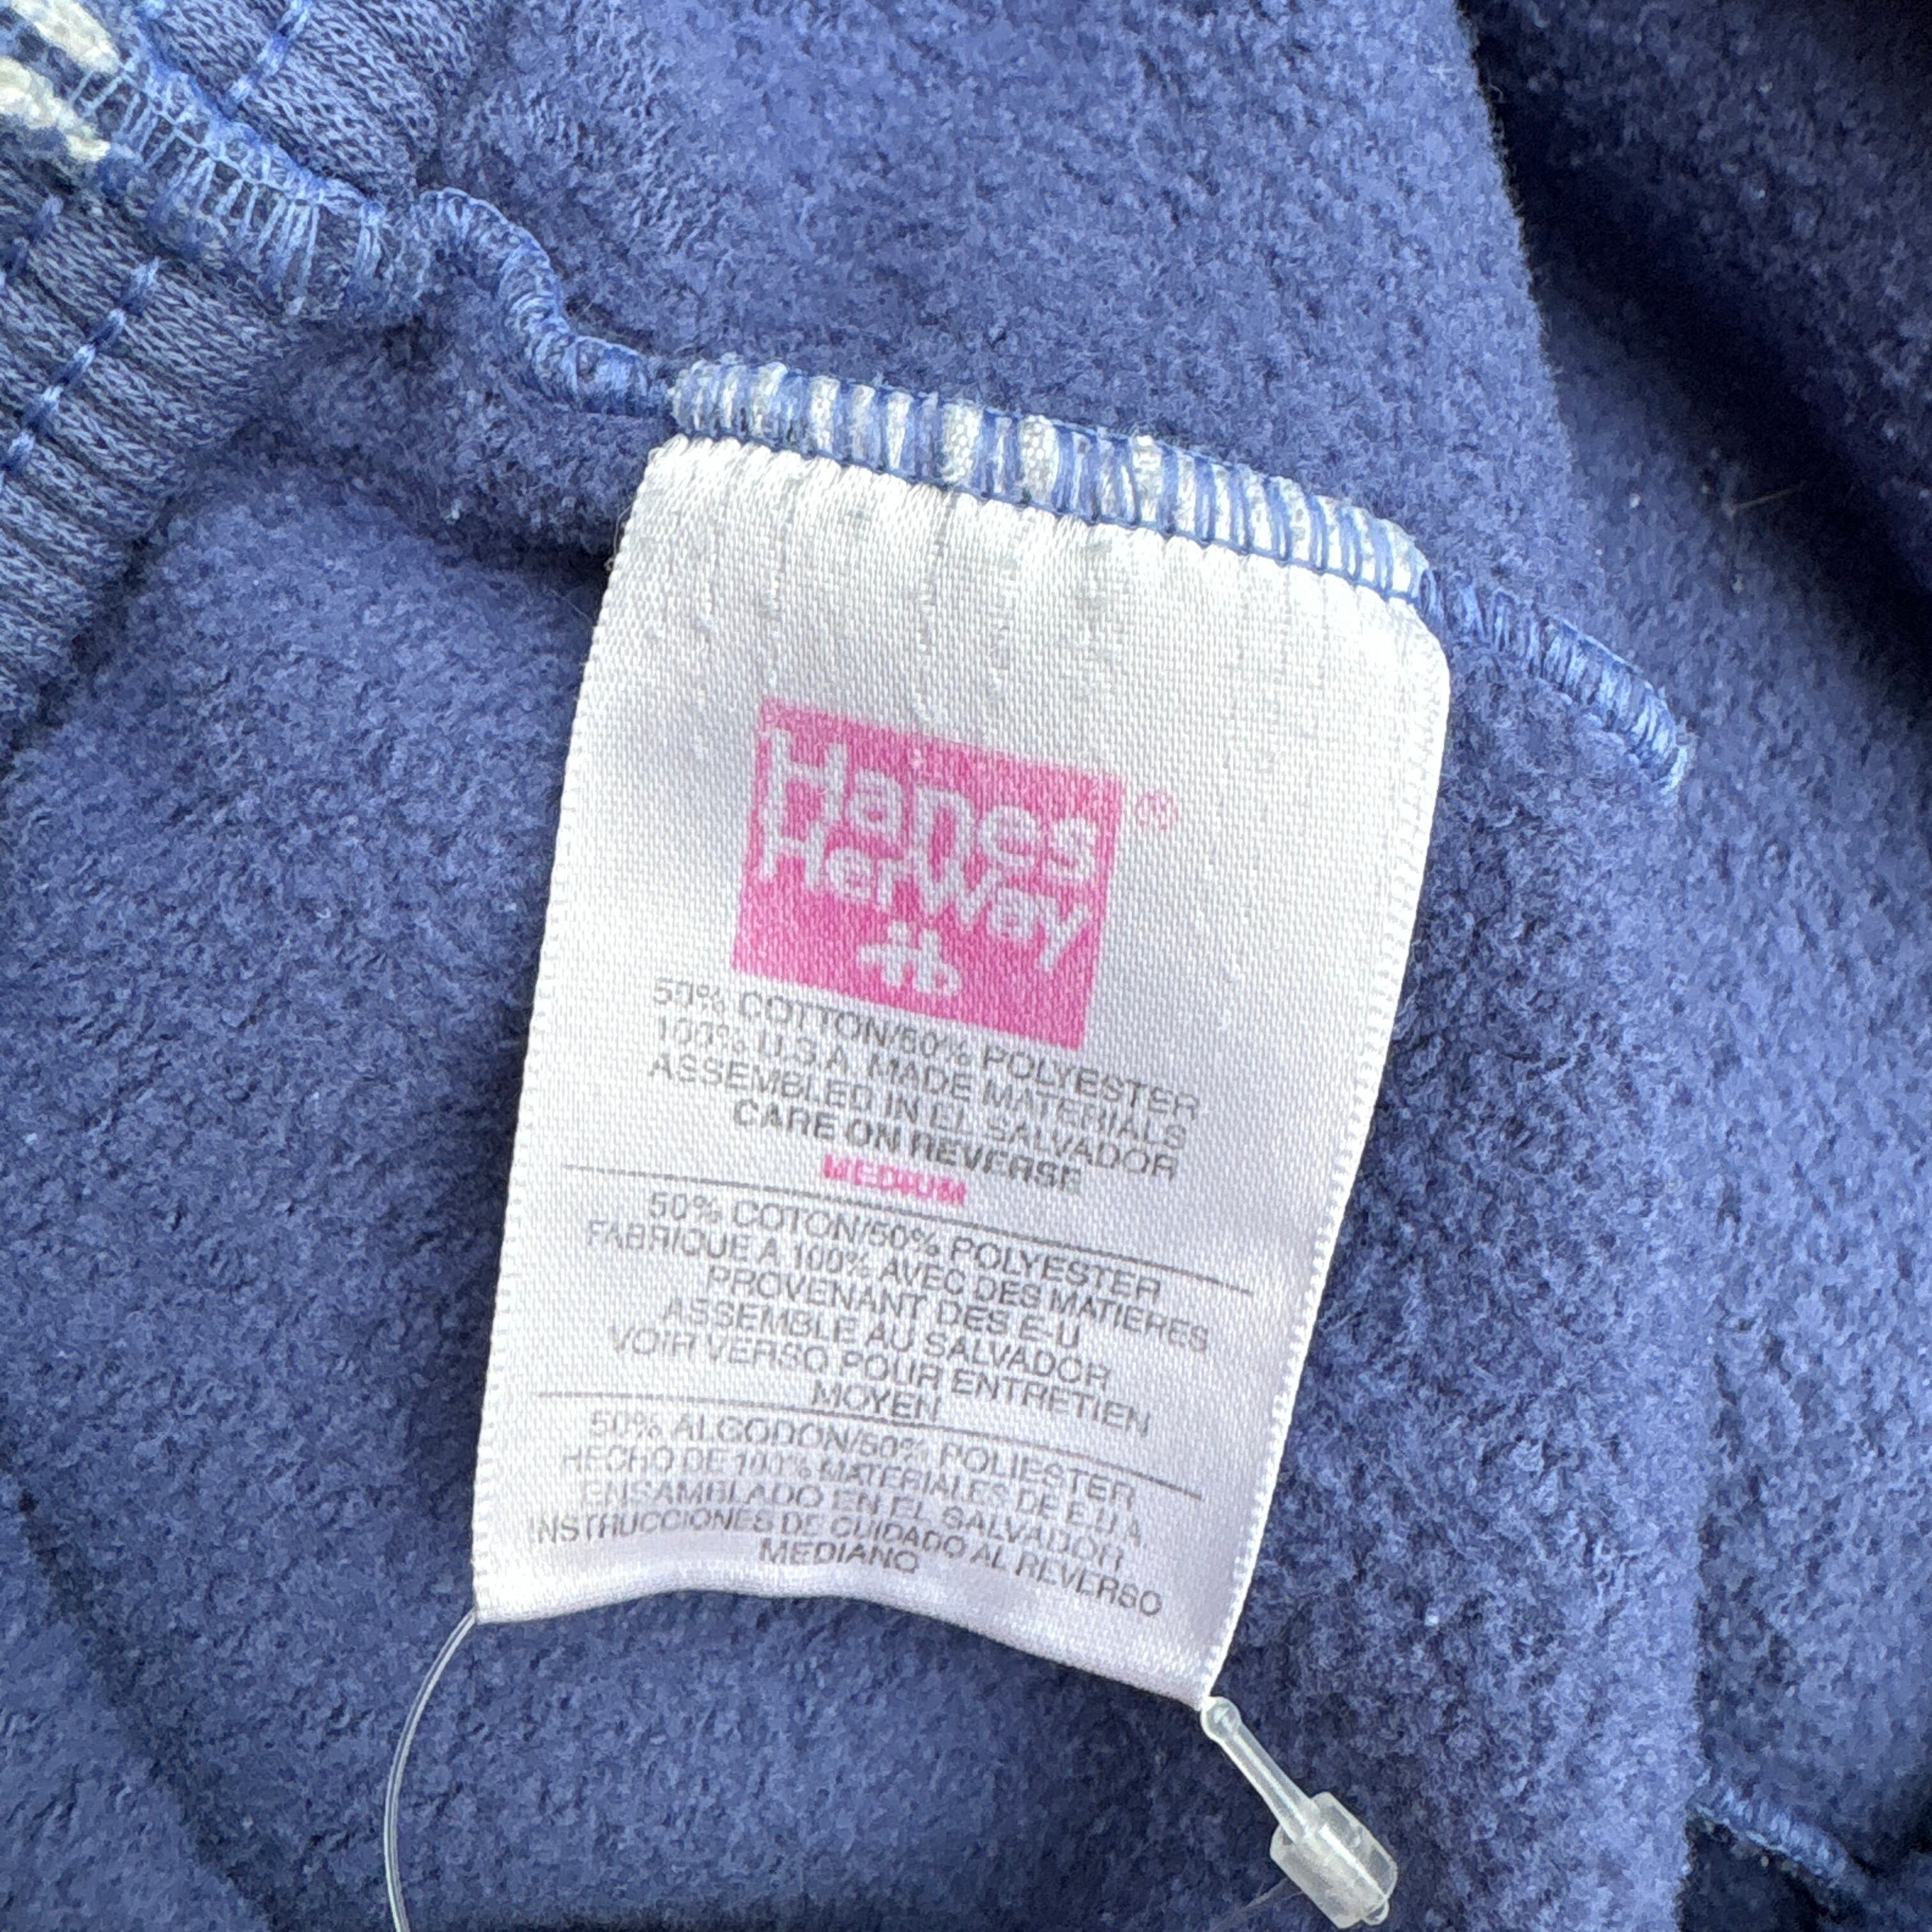 Hanes
HerWay
®
50% COTTON/50% POLYESTER
100% U.S.A. MADE MATERIALS
ASSEMBLED IN EL SALVADOR
CARE ON REVERSE
MEDIUM
50% COTON/50% POLYESTER
FABRIQUE A 100% AVEC DES MATIERES
PROVENANT DES E-U
ASSEMBLE AU SALVADOR
VOIR VERSO POUR ENTRETIEN
MOYEN
50% ALGODON/50% POLIESTER
HECHO DE 100% MATERIALES DE E.U.A.
ENSAMBLADO EN EL SALVADOR
INSTRUCCIONES DE CUIDADO AL REVERSO
MEDIANO